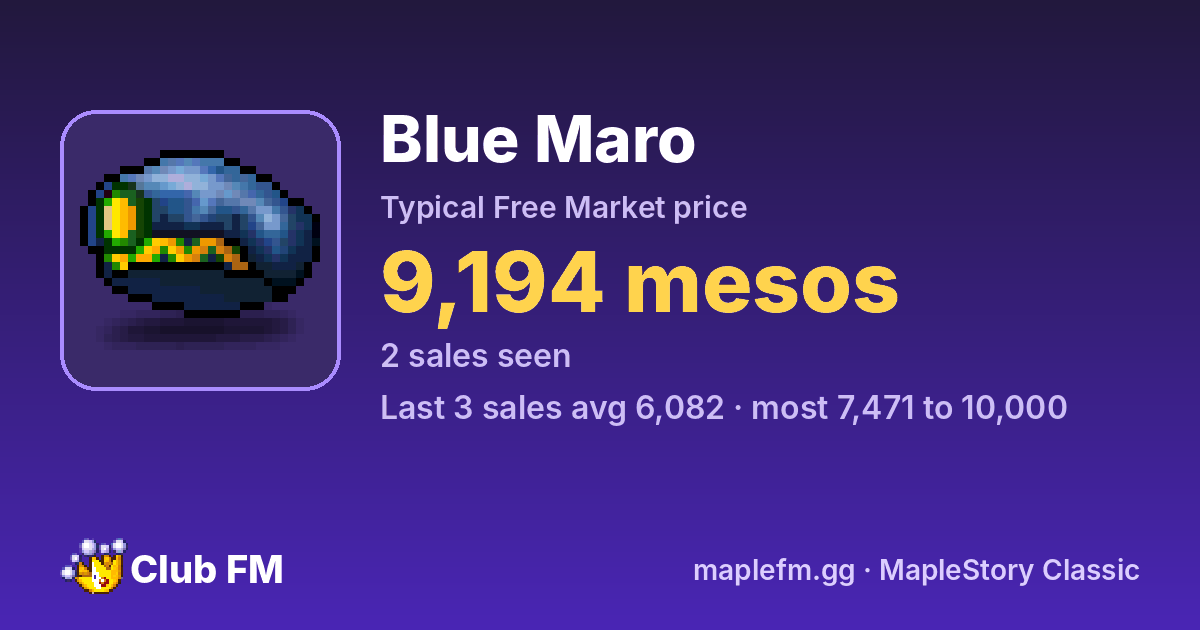 Blue Maro
Typical Free Market price
9,194 mesos
2 sales seen
Last 3 sales avg 6,082 · most 7,471 to 10,000
Club FM
maplefm.gg · MapleStory Classic